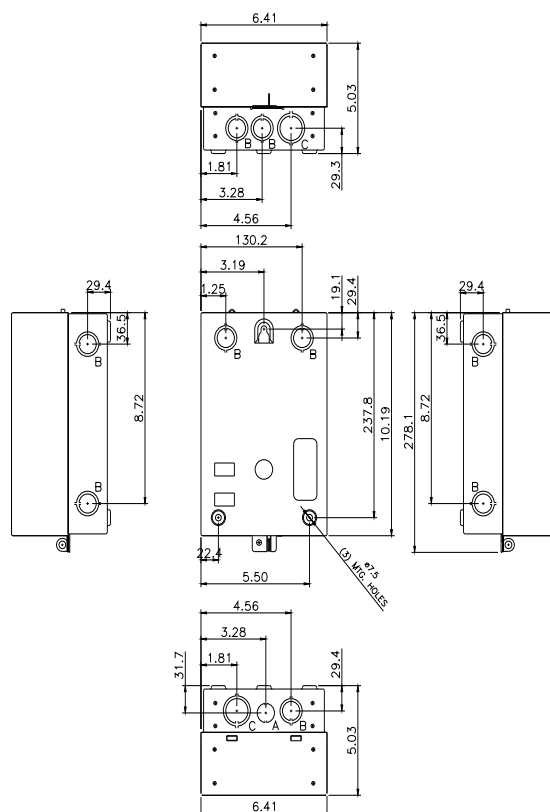 6.41
5.03
B
B
C
29.3
1.81
3.28
4.56
130.2
3.19
1.25
19.1
29.4
B
B
237.8
10.19
22.4
5.50
ø7.5
(3) MTG. HOLES
29.4
36.5
B
8.72
B
29.4
36.5
B
278.1
8.72
B
4.56
3.28
1.81
31.7
29.4
C
A
B
5.03
6.41